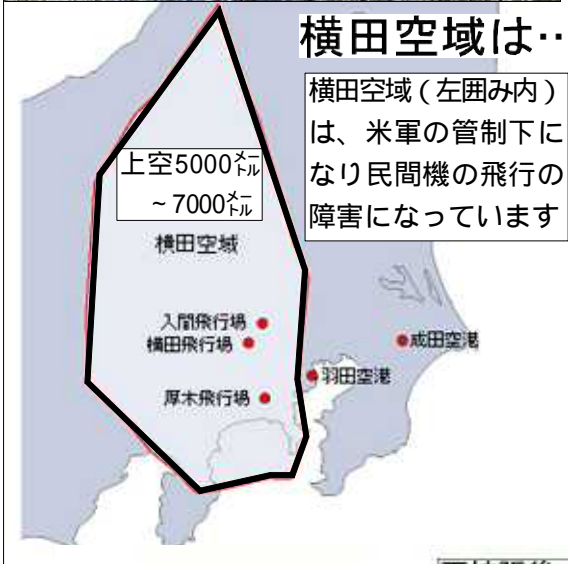 横田空域は‥
横田空域(左囲み内)
は、米軍の管制下に
なり民間機の飛行の
障害になっています
上空5000㍍
~7000㍍
横田空域
入間飛行場
横田飛行場
成田空港
羽田空港
厚木飛行場